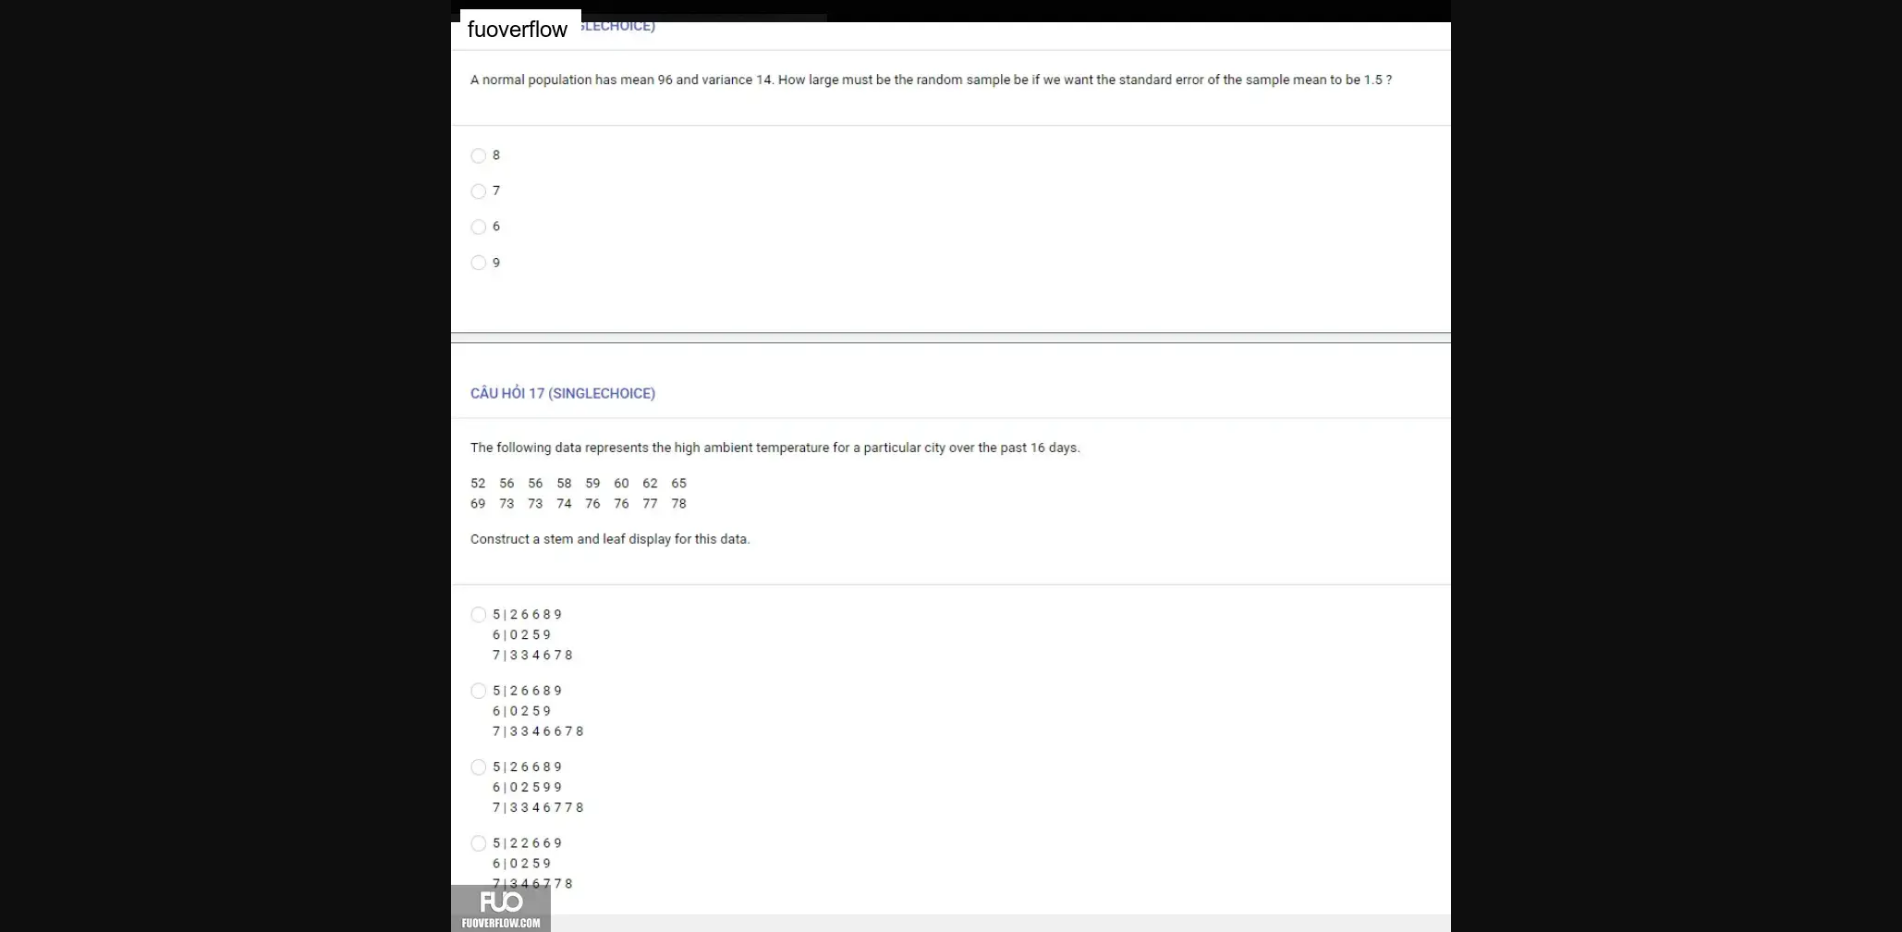 fuoverflow
SLECHOICE)
A normal population has mean 96 and variance 14. How large must be the random sample be if we want the standard error of the sample mean to be 1.5 ?
8
7
6
9
CÂU HỎI 17 (SINGLECHOICE)
The following data represents the high ambient temperature for a particular city over the past 16 days.
52 56 56 58 59 60 62 65
69 73 73 74 76 76 77 78
Construct a stem and leaf display for this data.
5 | 2 6 6 8 9
6 | 0 2 5 9
7 | 3 3 4 6 7 8
5 | 2 6 6 8 9
6 | 0 2 5 9
7 | 3 3 4 6 6 7 8
5 | 2 6 6 8 9
6 | 0 2 5 9 9
7 | 3 3 4 6 7 7 8
5 | 2 2 6 6 9
6 | 0 2 5 9
7 | 3 4 6 7 7 8
FUO
FUOVERFLOW.COM